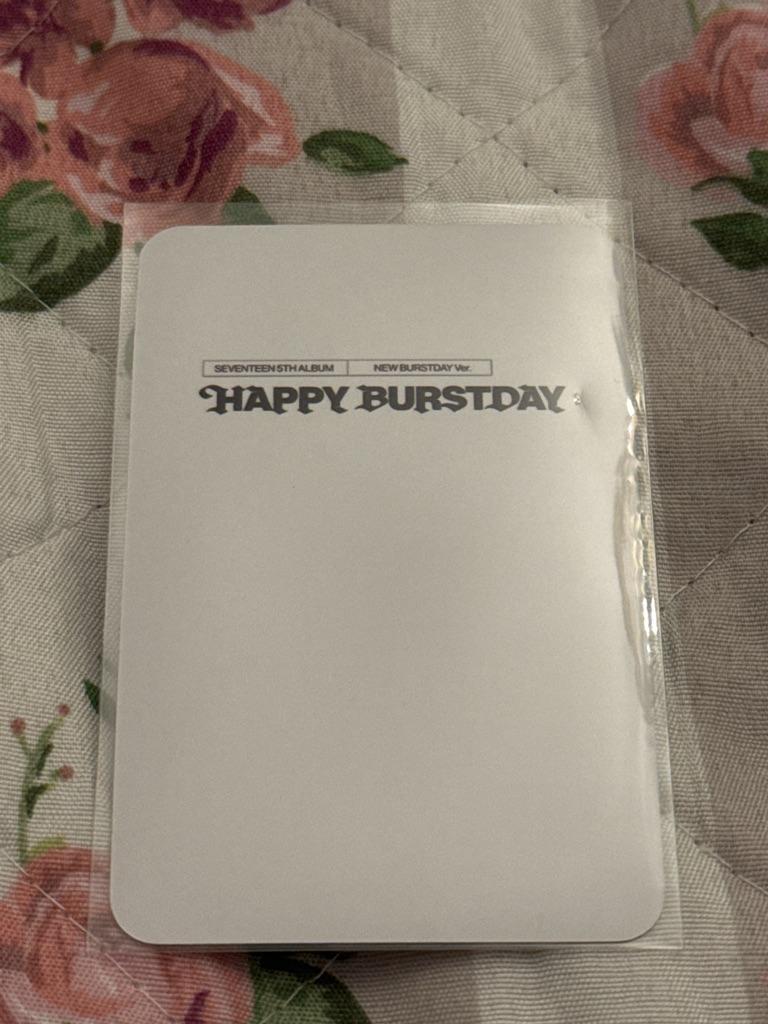 SEVENTEEN 5TH ALBUM NEW BURSTDAY Ver.
HAPPY BURSTDAY